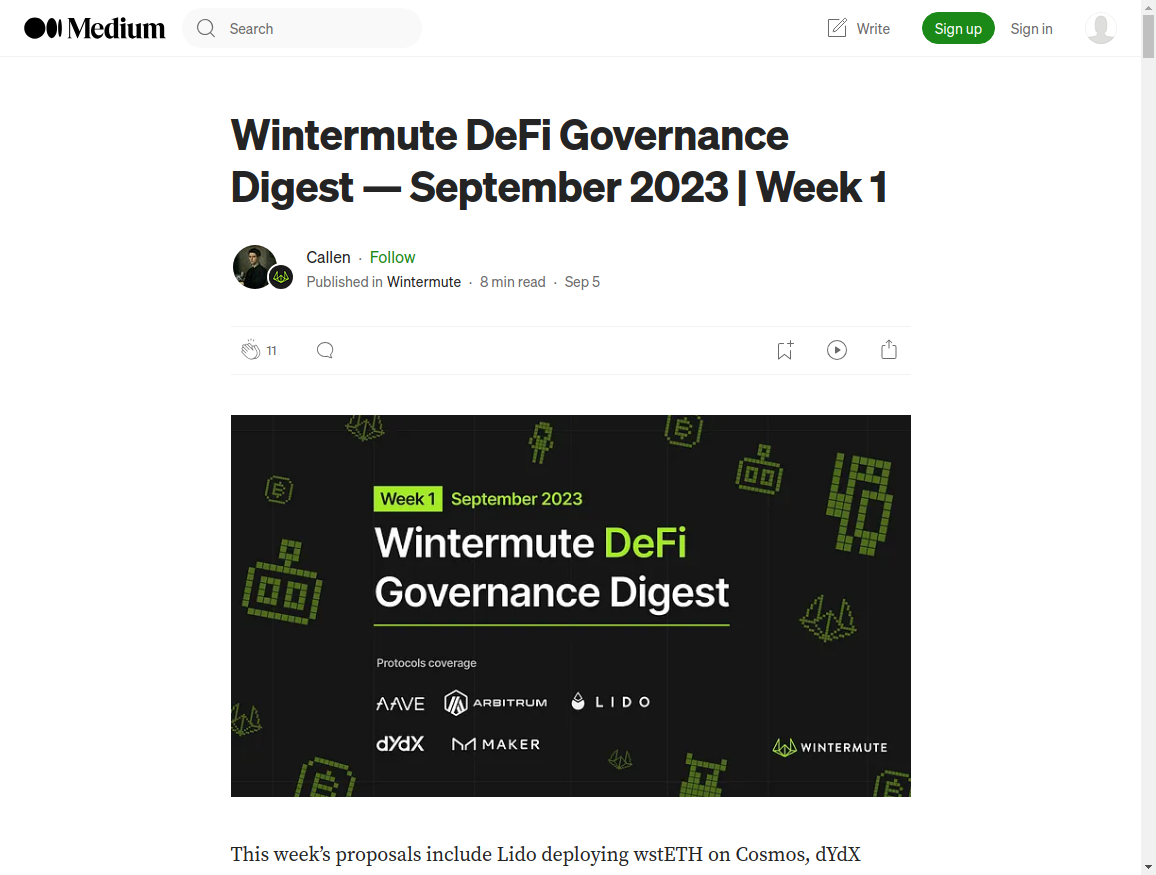 Medium
Search
Write
Sign up
Sign in
Wintermute DeFi Governance
Digest — September 2023 | Week 1
Callen · Follow
Published in Wintermute · 8 min read · Sep 5
11
Week 1 September 2023
Wintermute DeFi
Governance Digest
Protocols coverage
AAVE ARBITRUM LIDO
dYdX MAKER
WINTERMUTE
This week’s proposals include Lido deploying wstETH on Cosmos, dYdX